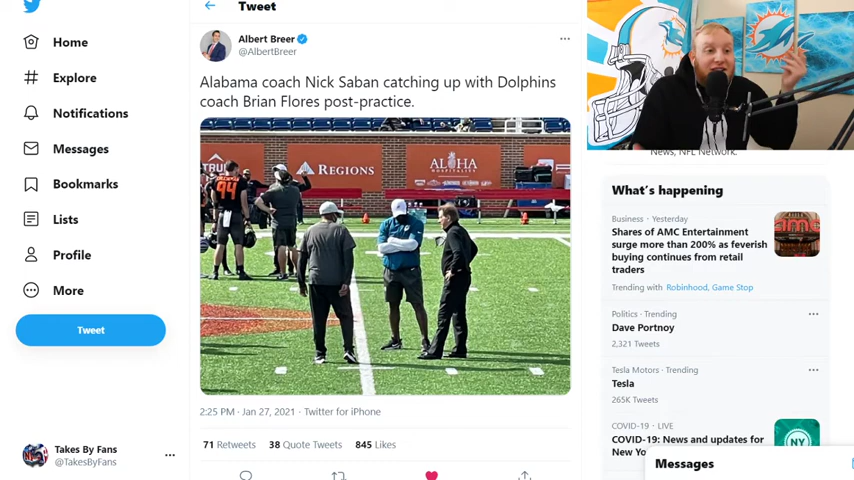 Tweet
Home
Albert Breer
@AlbertBreer
Explore
Alabama coach Nick Saban catching up with Dolphins
coach Brian Flores post-practice.
Notifications
Messages
Bookmarks
Lists
Profile
More
Tweet
94
REGIONS
ALOHA
HOSPITALITY
2:25 PM · Jan 27, 2021 · Twitter for iPhone
71 Retweets 38 Quote Tweets 845 Likes
Takes By Fans
@TakesByFans
News, NFL Network.
What's happening
Business · Yesterday
Shares of AMC Entertainment
surge more than 200% as feverish
buying continues from retail
traders
Trending with Robinhood, Game Stop
Politics · Trending
Dave Portnoy
2,321 Tweets
Tesla Motors · Trending
Tesla
265K Tweets
COVID-19 · LIVE
COVID-19: News and updates for
New Yo
NY
Messages